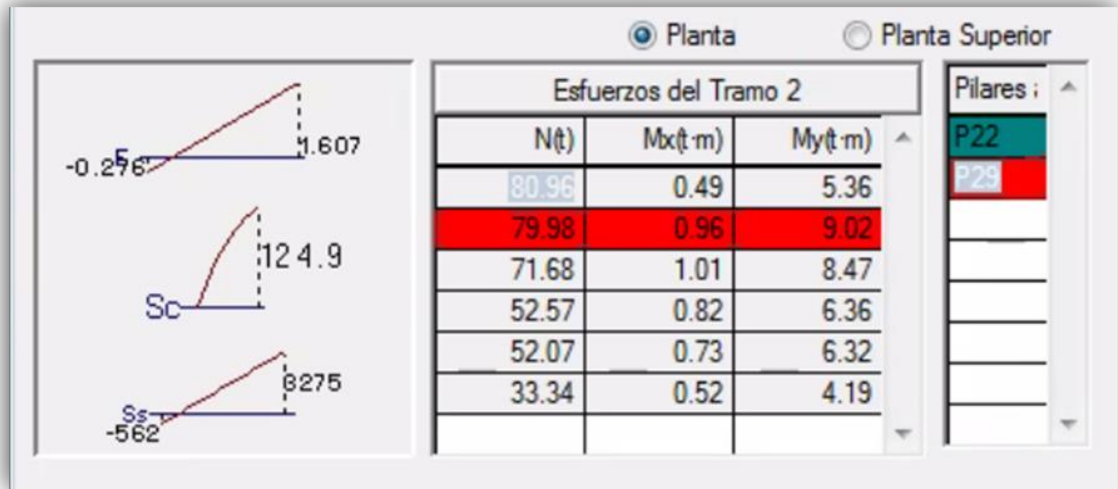 Planta Planta Superior
Esfuerzos del Tramo 2
N(t) Mx(t·m) My(t·m)
80.96 0.49 5.36
79.98 0.96 9.02
71.68 1.01 8.47
52.57 0.82 6.36
52.07 0.73 6.32
33.34 0.52 4.19
Pilares
P22
P29
-0.276
1.607
Sc
124.9
Ss
-562
3275